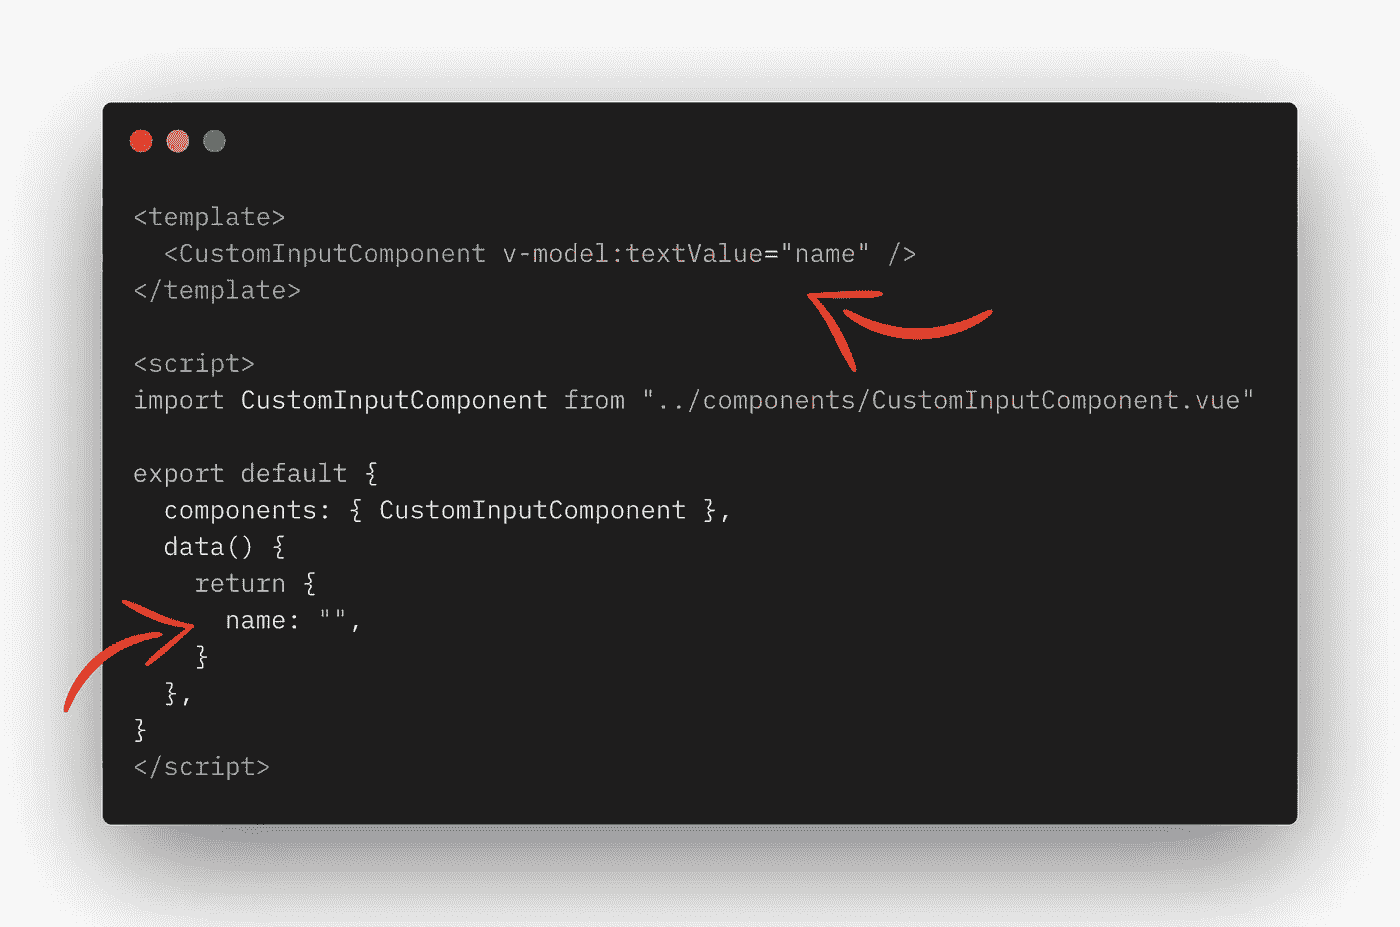 <template>
  <CustomInputComponent v-model:textValue="name" />
</template>
<script>
import CustomInputComponent from "../components/CustomInputComponent.vue"
export default {
  components: { CustomInputComponent },
  data() {
    return {
      name: "",
    }
  },
}
</script>